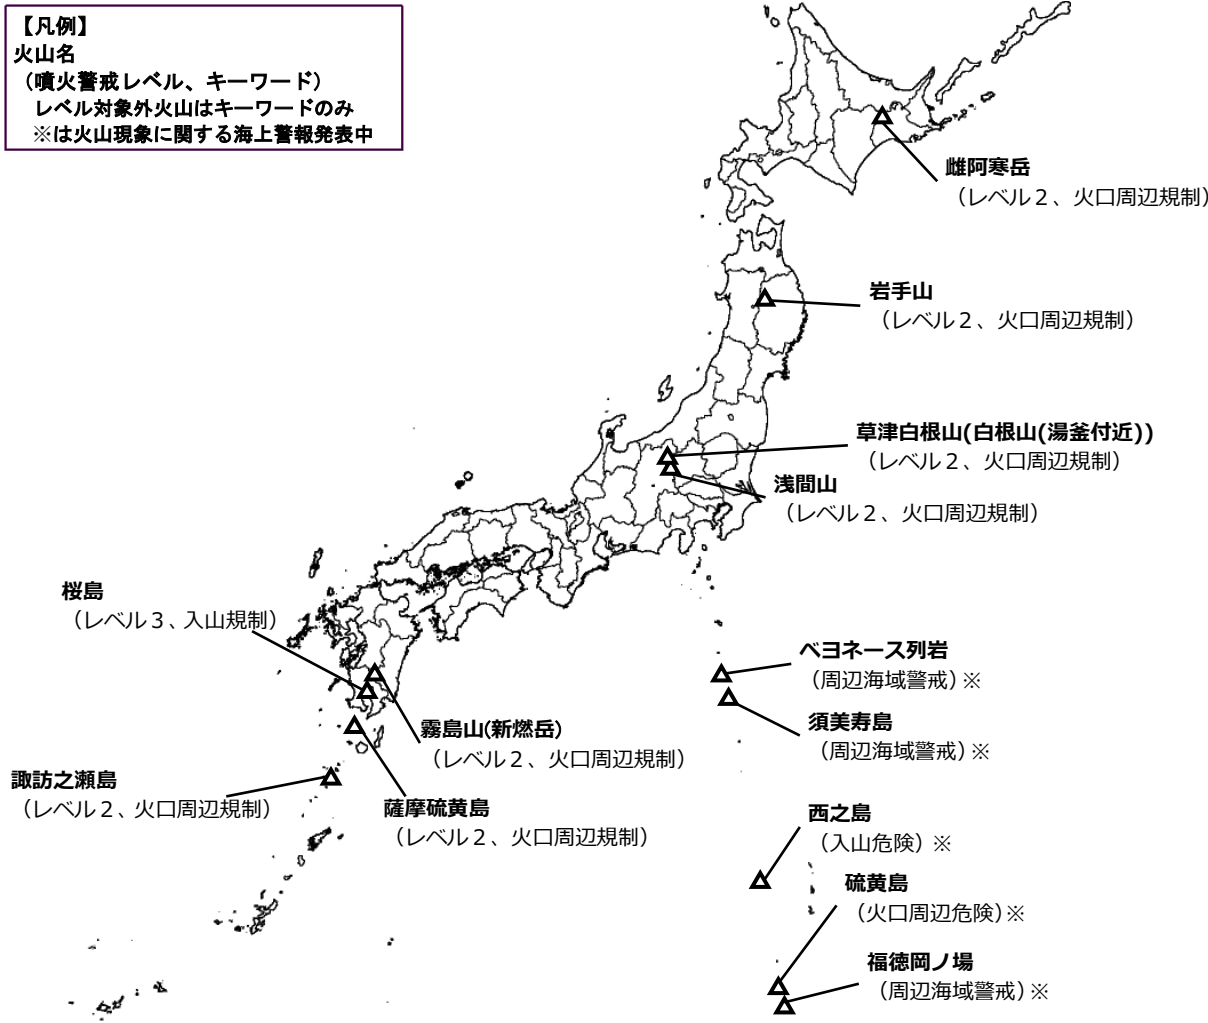 【凡例】
火山名
（噴火警戒レベル、キーワード）
レベル対象外火山はキーワードのみ
※は火山現象に関する海上警報発表中
雌阿寒岳
（レベル２、火口周辺規制）
岩手山
（レベル２、火口周辺規制）
草津白根山(白根山(湯釜付近))
（レベル２、火口周辺規制）
浅間山
（レベル２、火口周辺規制）
桜島
（レベル３、入山規制）
ベヨネース列岩
（周辺海域警戒）※
須美寿島
（周辺海域警戒）※
霧島山(新燃岳)
（レベル２、火口周辺規制）
諏訪之瀬島
（レベル２、火口周辺規制）
薩摩硫黄島
（レベル２、火口周辺規制）
西之島
（入山危険）※
硫黄島
（火口周辺危険）※
福徳岡ノ場
（周辺海域警戒）※